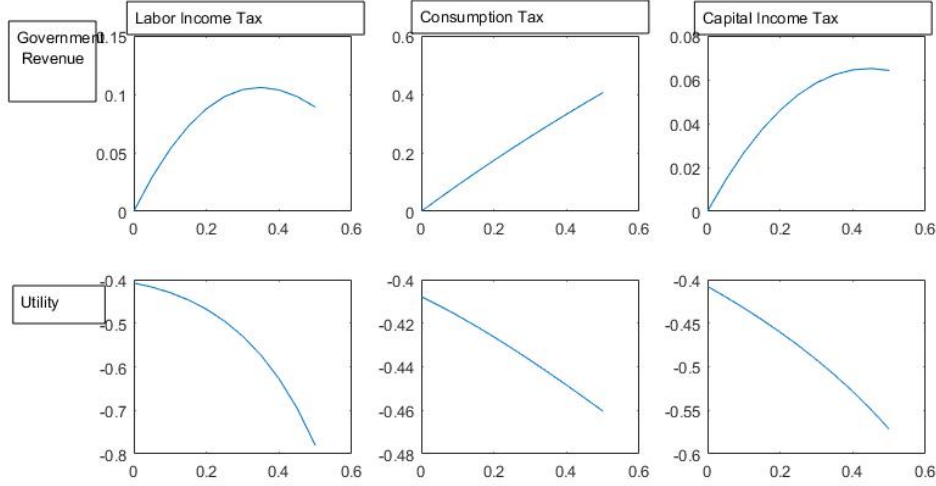 Labor Income Tax
Consumption Tax
Capital Income Tax
Government
Revenue
0.15
0.1
0.05
0
0 0.2 0.4 0.6
0.6
0.4
0.2
0
0 0.2 0.4 0.6
0.08
0.06
0.04
0.02
0
0 0.2 0.4 0.6
Utility
-0.4
-0.5
-0.6
-0.7
-0.8
0 0.2 0.4 0.6
-0.4
-0.42
-0.44
-0.46
-0.48
0 0.2 0.4 0.6
-0.4
-0.45
-0.5
-0.55
-0.6
0 0.2 0.4 0.6